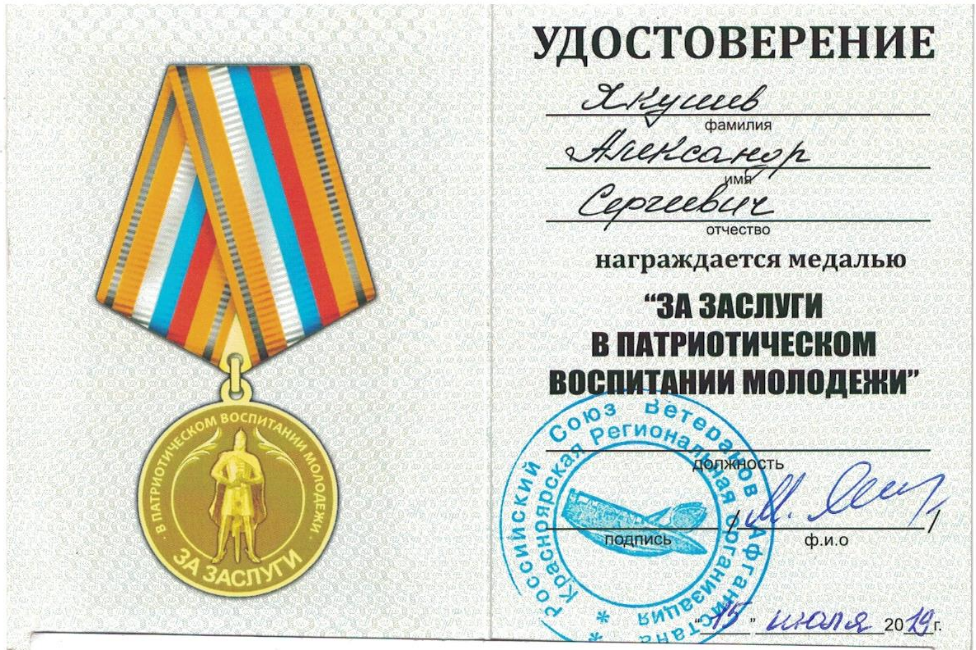 В ПАТРИОТИЧЕСКОМ ВОСПИТАНИИ МОЛОДЕЖИ
ЗА ЗАСЛУГИ
УДОСТОВЕРЕНИЕ
Якушев
фамилия
Александр
имя
Сергеевич
отчество
награждается медалью
“ЗА ЗАСЛУГИ
В ПАТРИОТИЧЕСКОМ
ВОСПИТАНИИ МОЛОДЕЖИ”
Российский Союз Ветеранов Афганистана
Красноярская Региональная организация
должность
/ /
подпись ф.и.о
“15” июля 2019г.